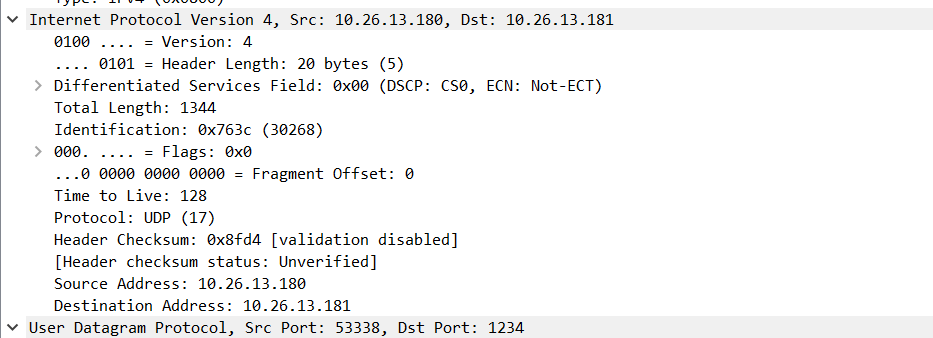 Internet Protocol Version 4, Src: 10.26.13.180, Dst: 10.26.13.181
0100 .... = Version: 4
.... 0101 = Header Length: 20 bytes (5)
Differentiated Services Field: 0x00 (DSCP: CS0, ECN: Not-ECT)
Total Length: 1344
Identification: 0x763c (30268)
000. .... = Flags: 0x0
...0 0000 0000 0000 = Fragment Offset: 0
Time to Live: 128
Protocol: UDP (17)
Header Checksum: 0x8fd4 [validation disabled]
[Header checksum status: Unverified]
Source Address: 10.26.13.180
Destination Address: 10.26.13.181
User Datagram Protocol, Src Port: 53338, Dst Port: 1234